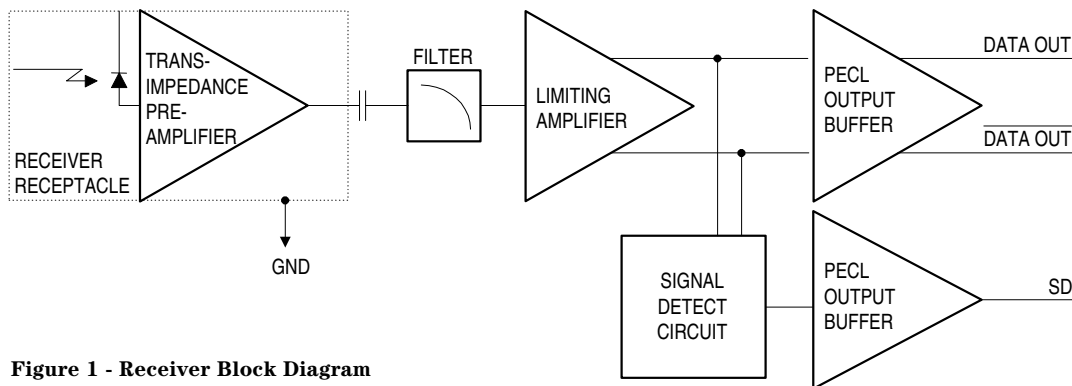 TRANS-
IMPEDANCE
PRE-
AMPLIFIER
RECEIVER
RECEPTACLE
GND
FILTER
LIMITING
AMPLIFIER
PECL
OUTPUT
BUFFER
DATA OUT
DATA OUT
SIGNAL
DETECT
CIRCUIT
PECL
OUTPUT
BUFFER
SD
Figure 1 - Receiver Block Diagram